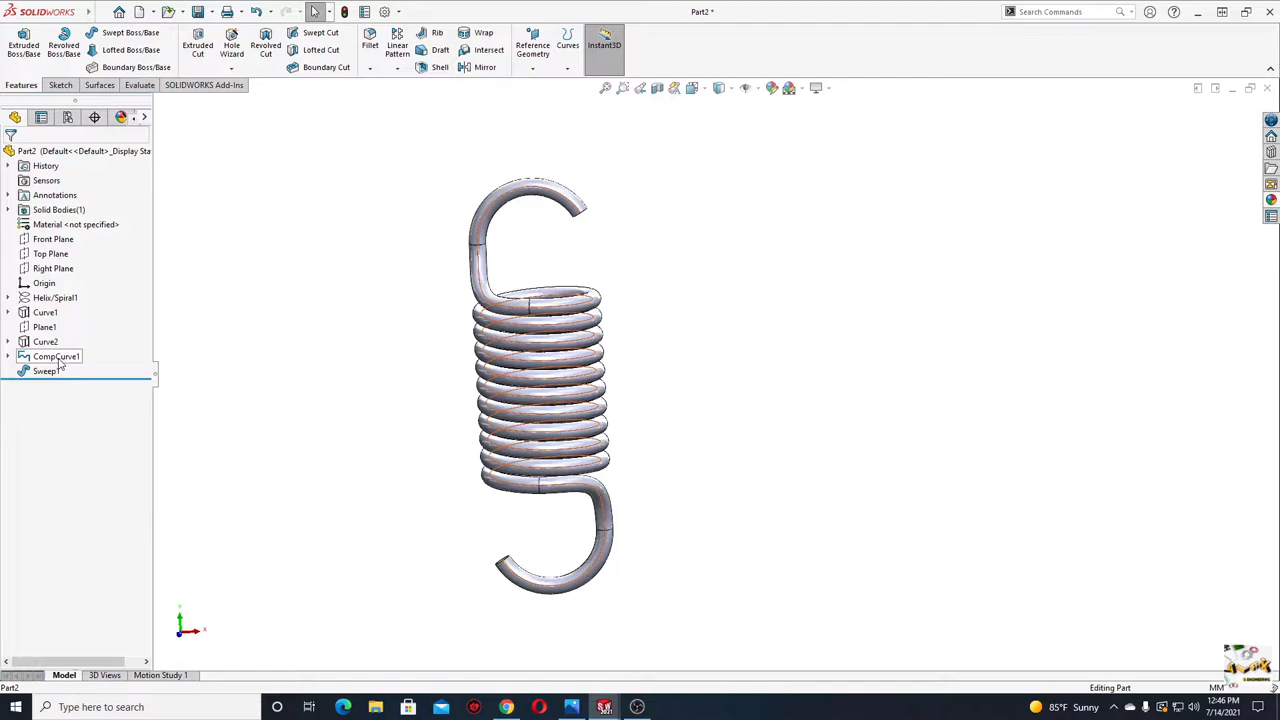 SOLIDWORKS
Part2 *
Search Commands
Extruded Boss/Base
Revolved Boss/Base
Swept Boss/Base
Lofted Boss/Base
Boundary Boss/Base
Extruded Cut
Hole Wizard
Revolved Cut
Swept Cut
Lofted Cut
Boundary Cut
Fillet
Linear Pattern
Rib
Draft
Shell
Wrap
Intersect
Mirror
Reference Geometry
Curves
Instant3D
Features
Sketch
Surfaces
Evaluate
SOLIDWORKS Add-Ins
Part2 (Default<<Default>_Display Sta
History
Sensors
Annotations
Solid Bodies(1)
Material <not specified>
Front Plane
Top Plane
Right Plane
Origin
Helix/Spiral1
Curve1
Plane1
Curve2
CompCurve1
Sweep1
Y
X
Model
3D Views
Motion Study 1
Part2
Editing Part
MM
Type here to search
85°F Sunny
12:46 PM
7/14/2021